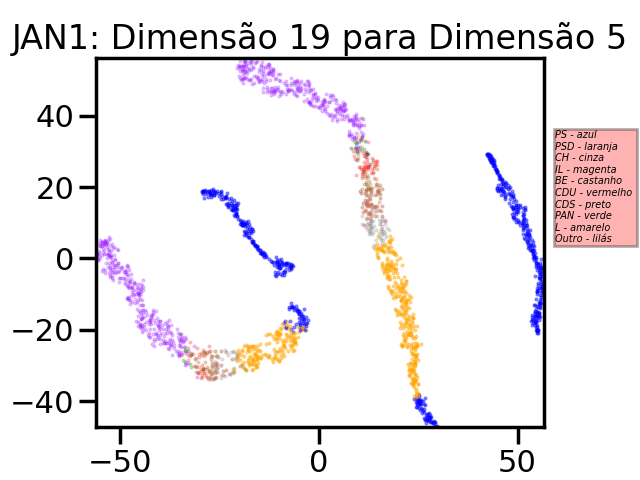 JAN1: Dimensão 19 para Dimensão 5
40
20
0
−20
−40
−50
0
50
PS - azul
PSD - laranja
CH - cinza
IL - magenta
BE - castanho
CDU - vermelho
CDS - preto
PAN - verde
L - amarelo
Outro - lilás